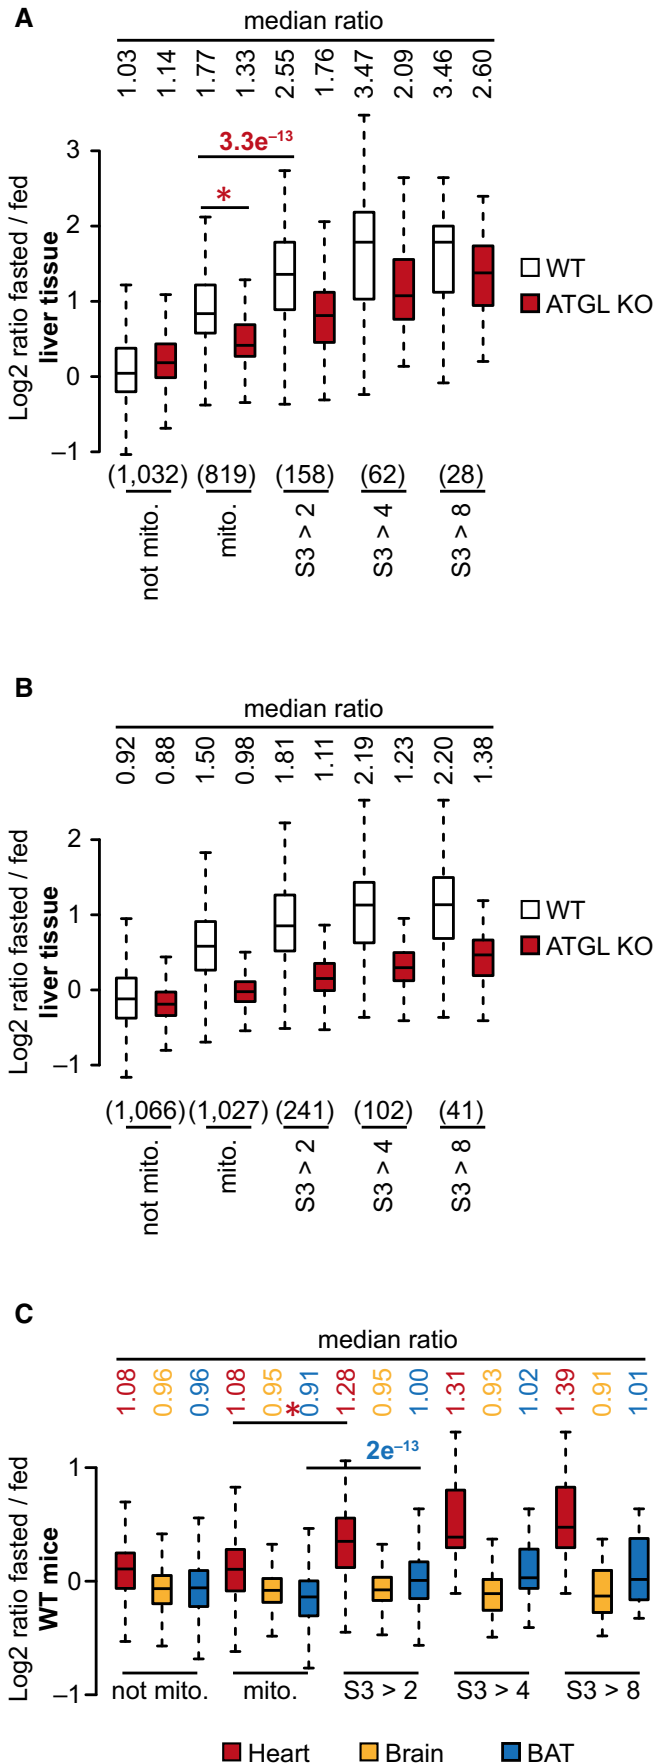 A
median ratio
1.03 1.14 1.77 1.33 2.55 1.76 3.47 2.09 3.46 2.60
Log2 ratio fasted / fed
liver tissue
3
2
1
0
–1
3.3e–13
*
WT
ATGL KO
(1,032) (819) (158) (62) (28)
not mito. mito. S3 > 2 S3 > 4 S3 > 8
B
median ratio
0.92 0.88 1.50 0.98 1.81 1.11 2.19 1.23 2.20 1.38
Log2 ratio fasted / fed
liver tissue
2
1
0
–1
WT
ATGL KO
(1,066) (1,027) (241) (102) (41)
not mito. mito. S3 > 2 S3 > 4 S3 > 8
C
median ratio
1.08 0.96 0.96 1.08 0.95 0.91 1.28 0.95 1.00 1.31 0.93 1.02 1.39 0.91 1.01
*
2e–13
Log2 ratio fasted / fed
WT mice
1
0
–1
not mito. mito. S3 > 2 S3 > 4 S3 > 8
Heart Brain BAT